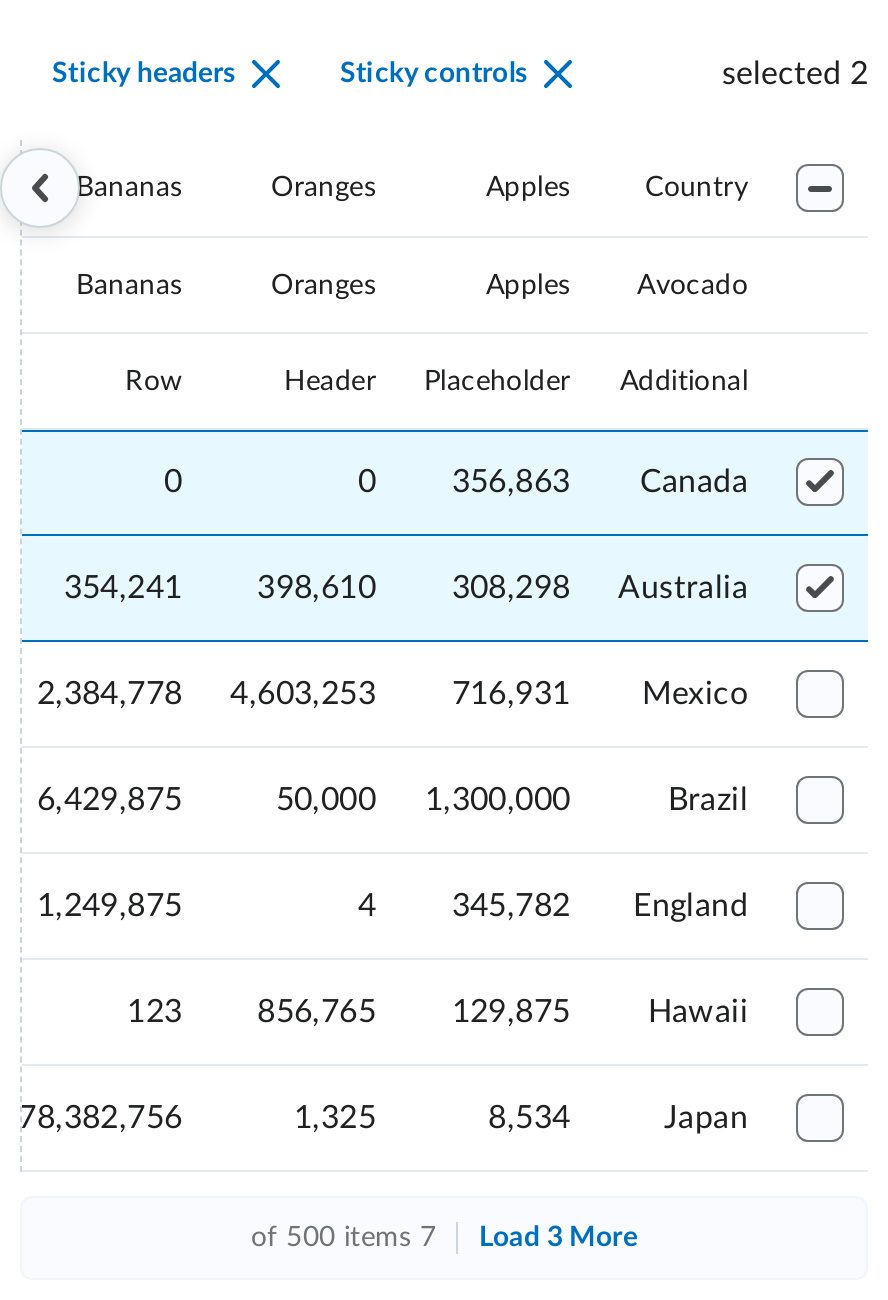 Sticky headers Sticky controls selected 2
Bananas Oranges Apples Country
Bananas Oranges Apples Avocado
Row Header Placeholder Additional
0 0 356,863 Canada
354,241 398,610 308,298 Australia
2,384,778 4,603,253 716,931 Mexico
6,429,875 50,000 1,300,000 Brazil
1,249,875 4 345,782 England
123 856,765 129,875 Hawaii
78,382,756 1,325 8,534 Japan
of 500 items 7 Load 3 More